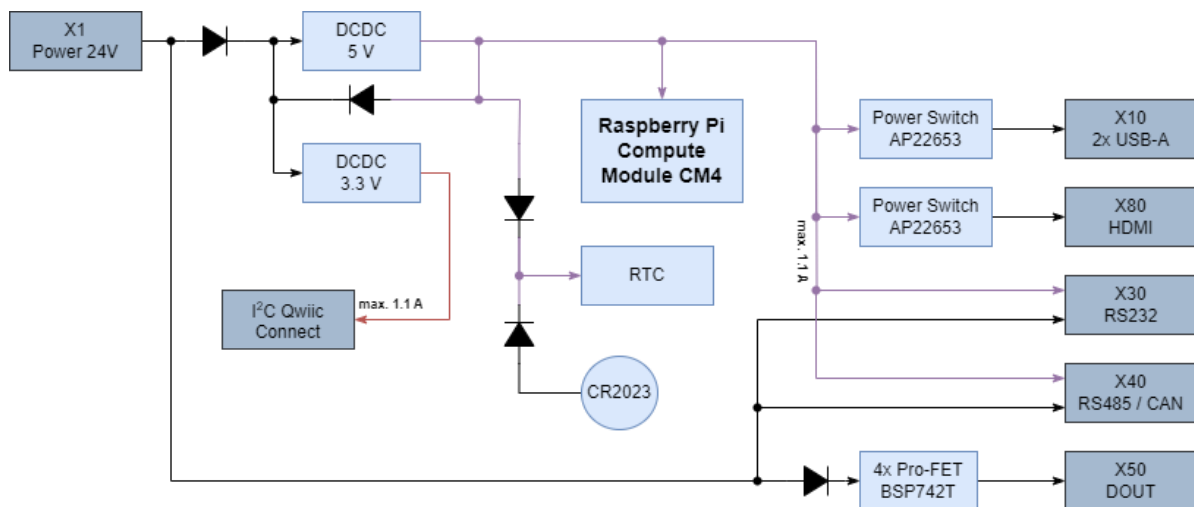 X1
Power 24V
DCDC
5 V
DCDC
3.3 V
Raspberry Pi
Compute
Module CM4
Power Switch
AP22653
X10
2x USB-A
Power Switch
AP22653
X80
HDMI
max. 1.1 A
RTC
I²C Qwiic
Connect
max. 1.1 A
X30
RS232
CR2023
X40
RS485 / CAN
4x Pro-FET
BSP742T
X50
DOUT